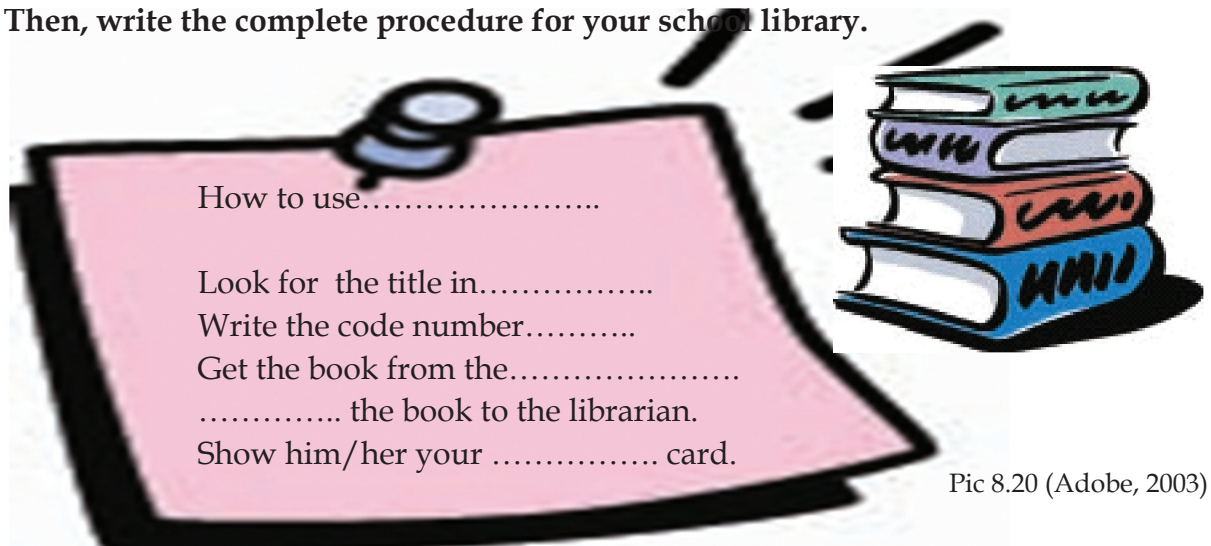 Then, write the complete procedure for your school library.
How to use…………………..
Look for the title in……………..
Write the code number………..
Get the book from the………………….
………….. the book to the librarian.
Show him/her your ……………. card.
Pic 8.20 (Adobe, 2003)